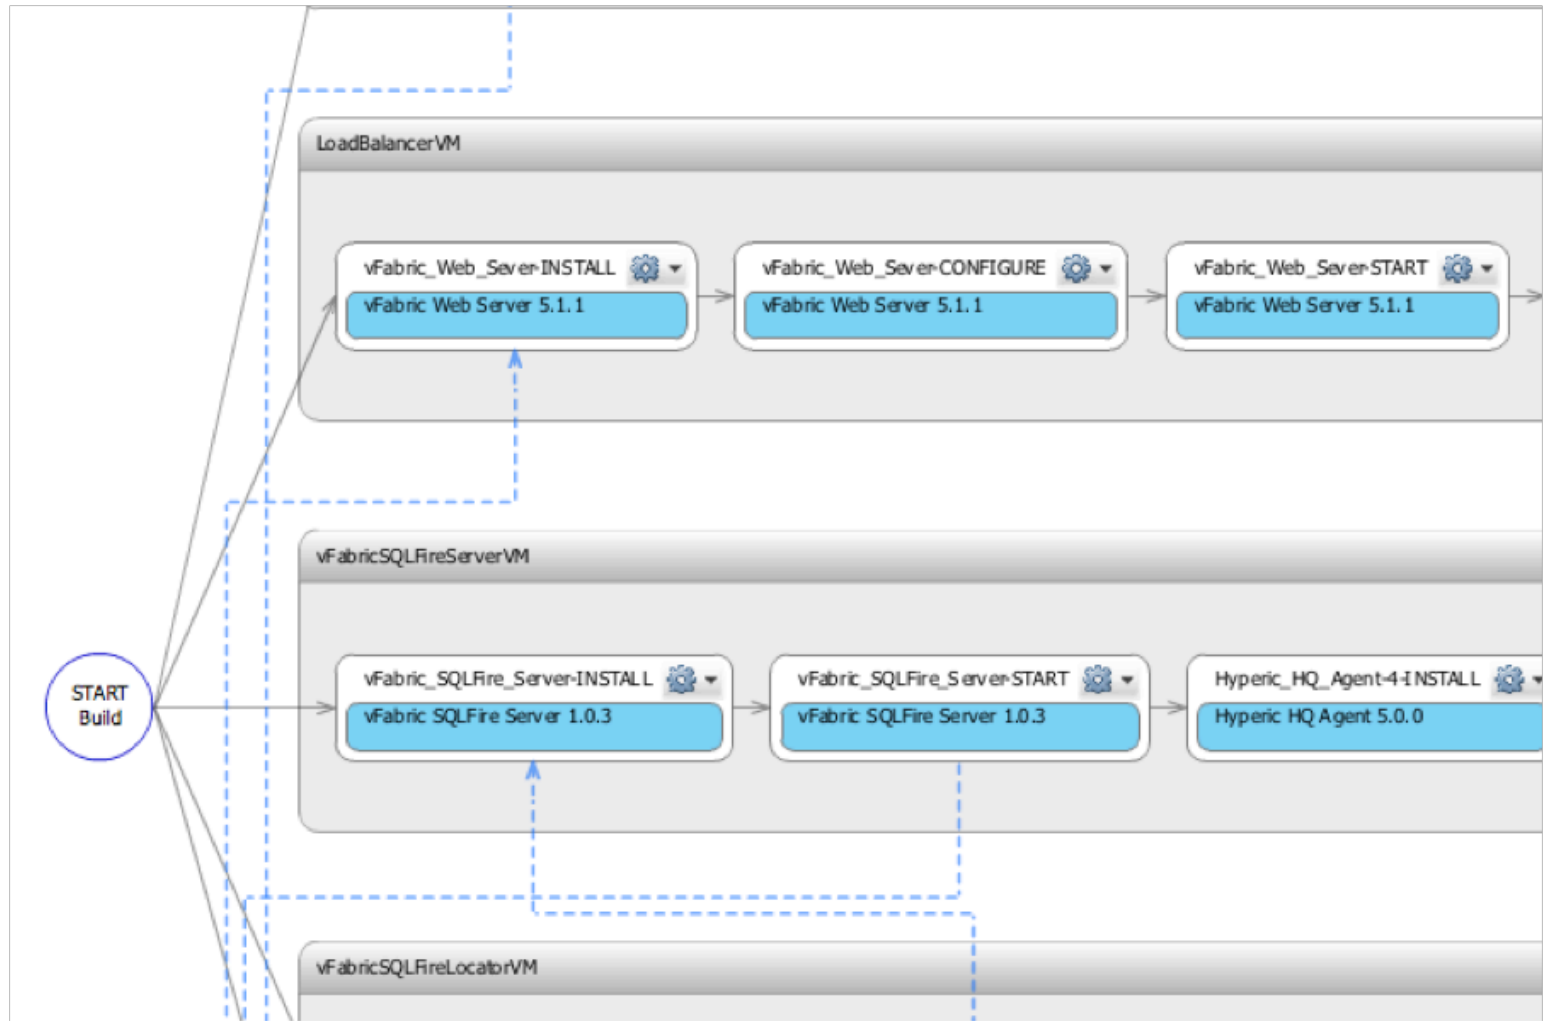 LoadBalancerVM
vFabric_Web_Sever-INSTALL
vFabric Web Server 5.1.1
vFabric_Web_Sever-CONFIGURE
vFabric Web Server 5.1.1
vFabric_Web_Sever-START
vFabric Web Server 5.1.1
vFabricSQLFireServerVM
START
Build
vFabric_SQLFire_Server-INSTALL
vFabric SQLFire Server 1.0.3
vFabric_SQLFire_Server-START
vFabric SQLFire Server 1.0.3
Hyperic_HQ_Agent-4-INSTALL
Hyperic HQ Agent 5.0.0
vFabricSQLFireLocatorVM